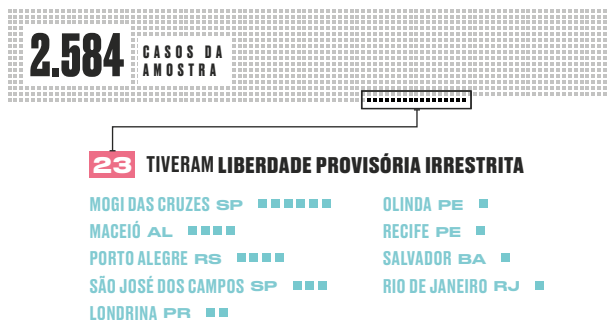 2.584 CASOS DA
AMOSTRA
23 TIVERAM LIBERDADE PROVISÓRIA IRRESTRITA
MOGI DAS CRUZES SP
MACEIÓ AL
PORTO ALEGRE RS
SÃO JOSÉ DOS CAMPOS SP
LONDRINA PR
OLINDA PE
RECIFE PE
SALVADOR BA
RIO DE JANEIRO RJ